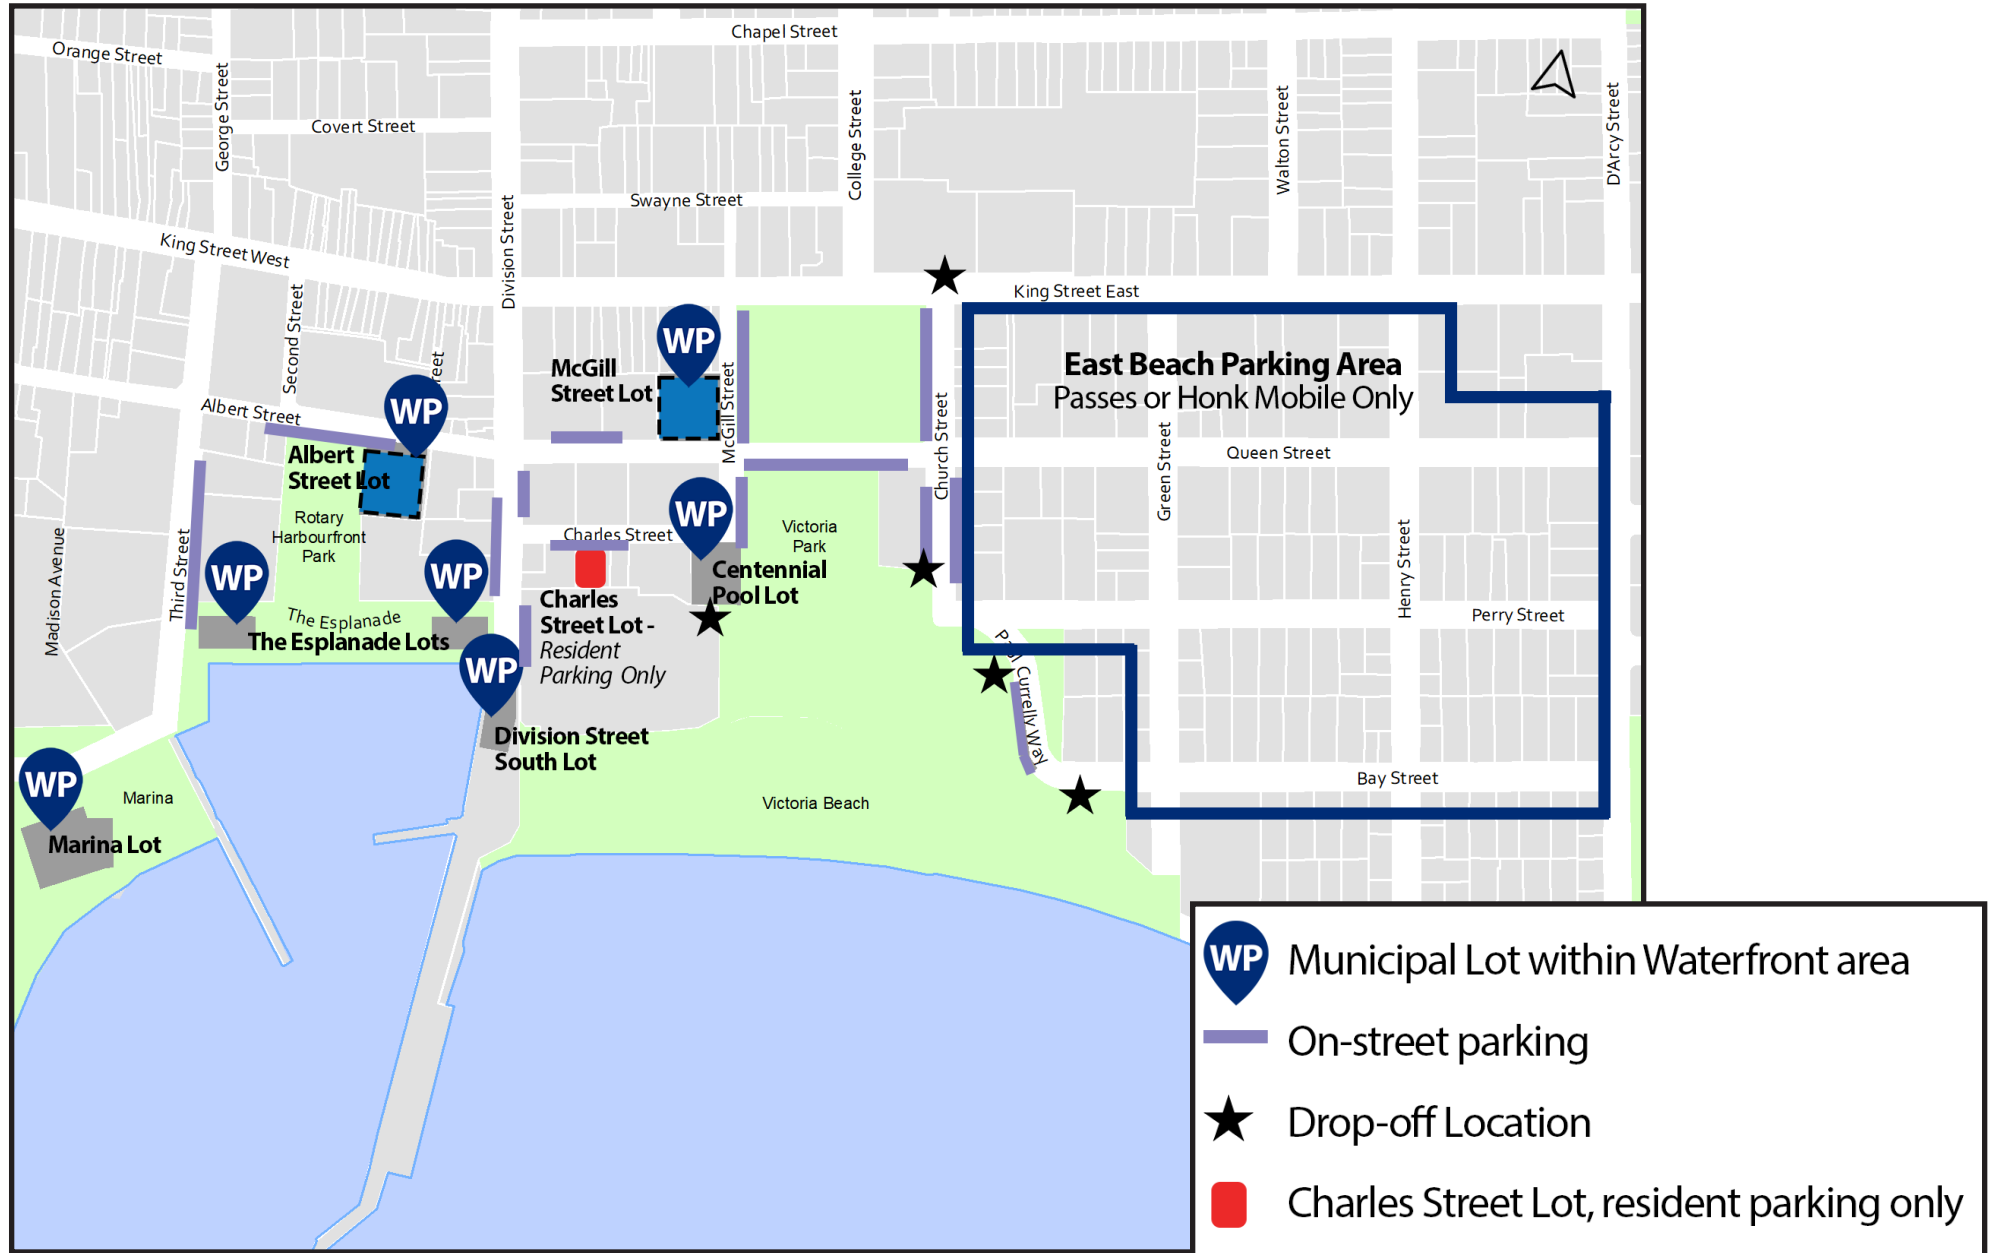 Chapel Street
Orange Street
George Street
Covert Street
College Street
Walton Street
D'Arcy Street
Swayne Street
Division Street
King Street West
King Street East
Second Street
WP
McGill
Street Lot
McGill Street
East Beach Parking Area
Passes or Honk Mobile Only
WP
reet
Albert Street
Albert
Street Lot
Church Street
Green Street
Queen Street
WP
Charles Street
Rotary
Harbourfront
Park
Victoria
Park
Madison Avenue
Third Street
WP
WP
Centennial
Pool Lot
Henry Street
Charles
Street Lot -
Resident
Parking Only
The Esplanade
The Esplanade Lots
Perry Street
WP
Currelly Way
Division Street
South Lot
Bay Street
WP
Marina
Victoria Beach
Marina Lot
WP
Municipal Lot within Waterfront area
On-street parking
Drop-off Location
Charles Street Lot, resident parking only